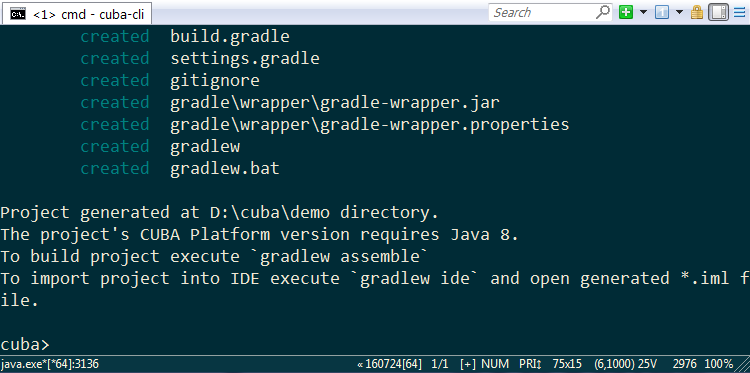 <1> cmd - cuba-cli
Search
created build.gradle
created settings.gradle
created gitignore
created gradle\wrapper\gradle-wrapper.jar
created gradle\wrapper\gradle-wrapper.properties
created gradlew
created gradlew.bat
Project generated at D:\cuba\demo directory.
The project's CUBA Platform version requires Java 8.
To build project execute `gradlew assemble`
To import project into IDE execute `gradlew ide` and open generated *.iml f
ile.
cuba>
java.exe*[*64]:3136 « 160724[64] 1/1 [+] NUM PRI↕ 75x15 (6,1000) 25V 2976 100%